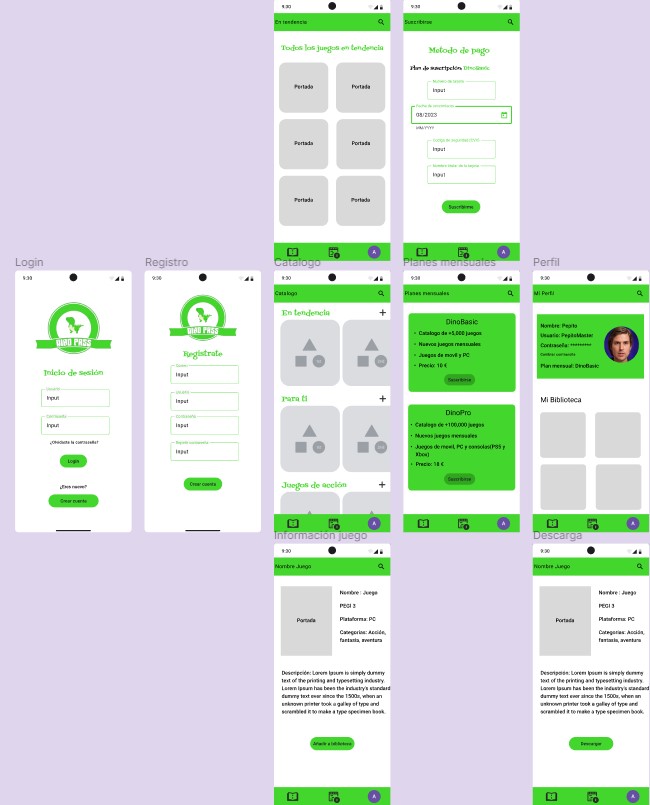 9:30
En tendencia
Todos los juegos en tendencia
Portada
Portada
Portada
Portada
Portada
Portada
A
9:30
Suscribirse
Metodo de pago
Plan de suscripción: DinoBasic
Número de tarjeta
Input
08/2023
MM/YYYY
Código de seguridad (CVV)
Input
Input
Suscribirse
A
Login
9:30
DINO PASS
Inicio de sesión
Usuario
Input
Contraseña
Input
¿Olvidaste la contraseña?
Login
¿Eres nuevo?
Crear cuenta
Registro
9:30
DINO PASS
Registrate
Input
Usuario
Input
Contraseña
Input
Repetir contraseña
Input
Crear cuenta
Catálogo
9:30
Catalogo
En tendencia
Para ti
Juegos de acción
A
Planes mensuales
9:30
Planes mensuales
DinoBasic
• Catalogo de +5,000 juegos
• Nuevos juegos mensuales
• Juegos de movil y PC
• Precio: 10 €
Suscribirse
DinoPro
• Catalogo de +100,000 juegos
• Nuevos juegos mensuales
• Juegos de movil, PC y consolas(PS5 y
Xbox)
• Precio: 18 €
Suscribirse
A
Perfil
9:30
Mi Perfil
Nombre: Pepito
Usuario: PepitoMaster
Contraseña: **********
Cambiar contraseña
Plan mensual: DinoBasic
Mi Biblioteca
A
Información juego
9:30
Nombre Juego
Portada
Nombre : Juego
PEGI 3
Plataforma: PC
Categorias: Acción,
fantasia, aventura
Descripción: Lorem Ipsum is simply dummy
text of the printing and typesetting industry.
Lorem Ipsum has been the industry's standard
dummy text ever since the 1500s, when an
unknown printer took a galley of type and
scrambled it to make a type specimen book.
Añadir a biblioteca
A
Descarga
9:30
Nombre Juego
Portada
Nombre : Juego
PEGI 3
Plataforma: PC
Categorias: Acción,
fantasia, aventura
Descripción: Lorem Ipsum is simply dummy
text of the printing and typesetting industry.
Lorem Ipsum has been the industry's standard
dummy text ever since the 1500s, when an
unknown printer took a galley of type and
scrambled it to make a type specimen book.
Descargar
A